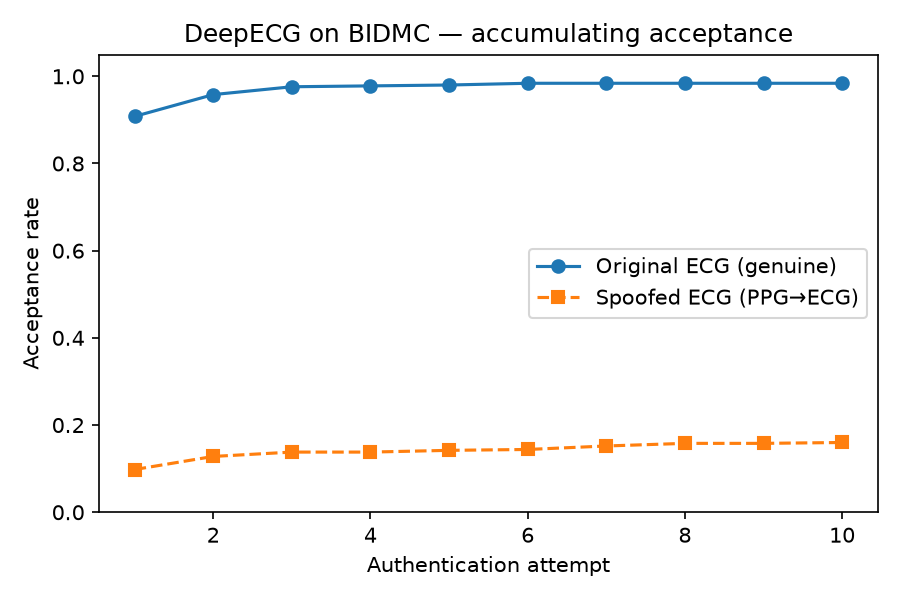 DeepECG on BIDMC — accumulating acceptance
Acceptance rate
1.0
0.8
0.6
0.4
0.2
0.0
Original ECG (genuine)
Spoofed ECG (PPG→ECG)
2 4 6 8 10
Authentication attempt